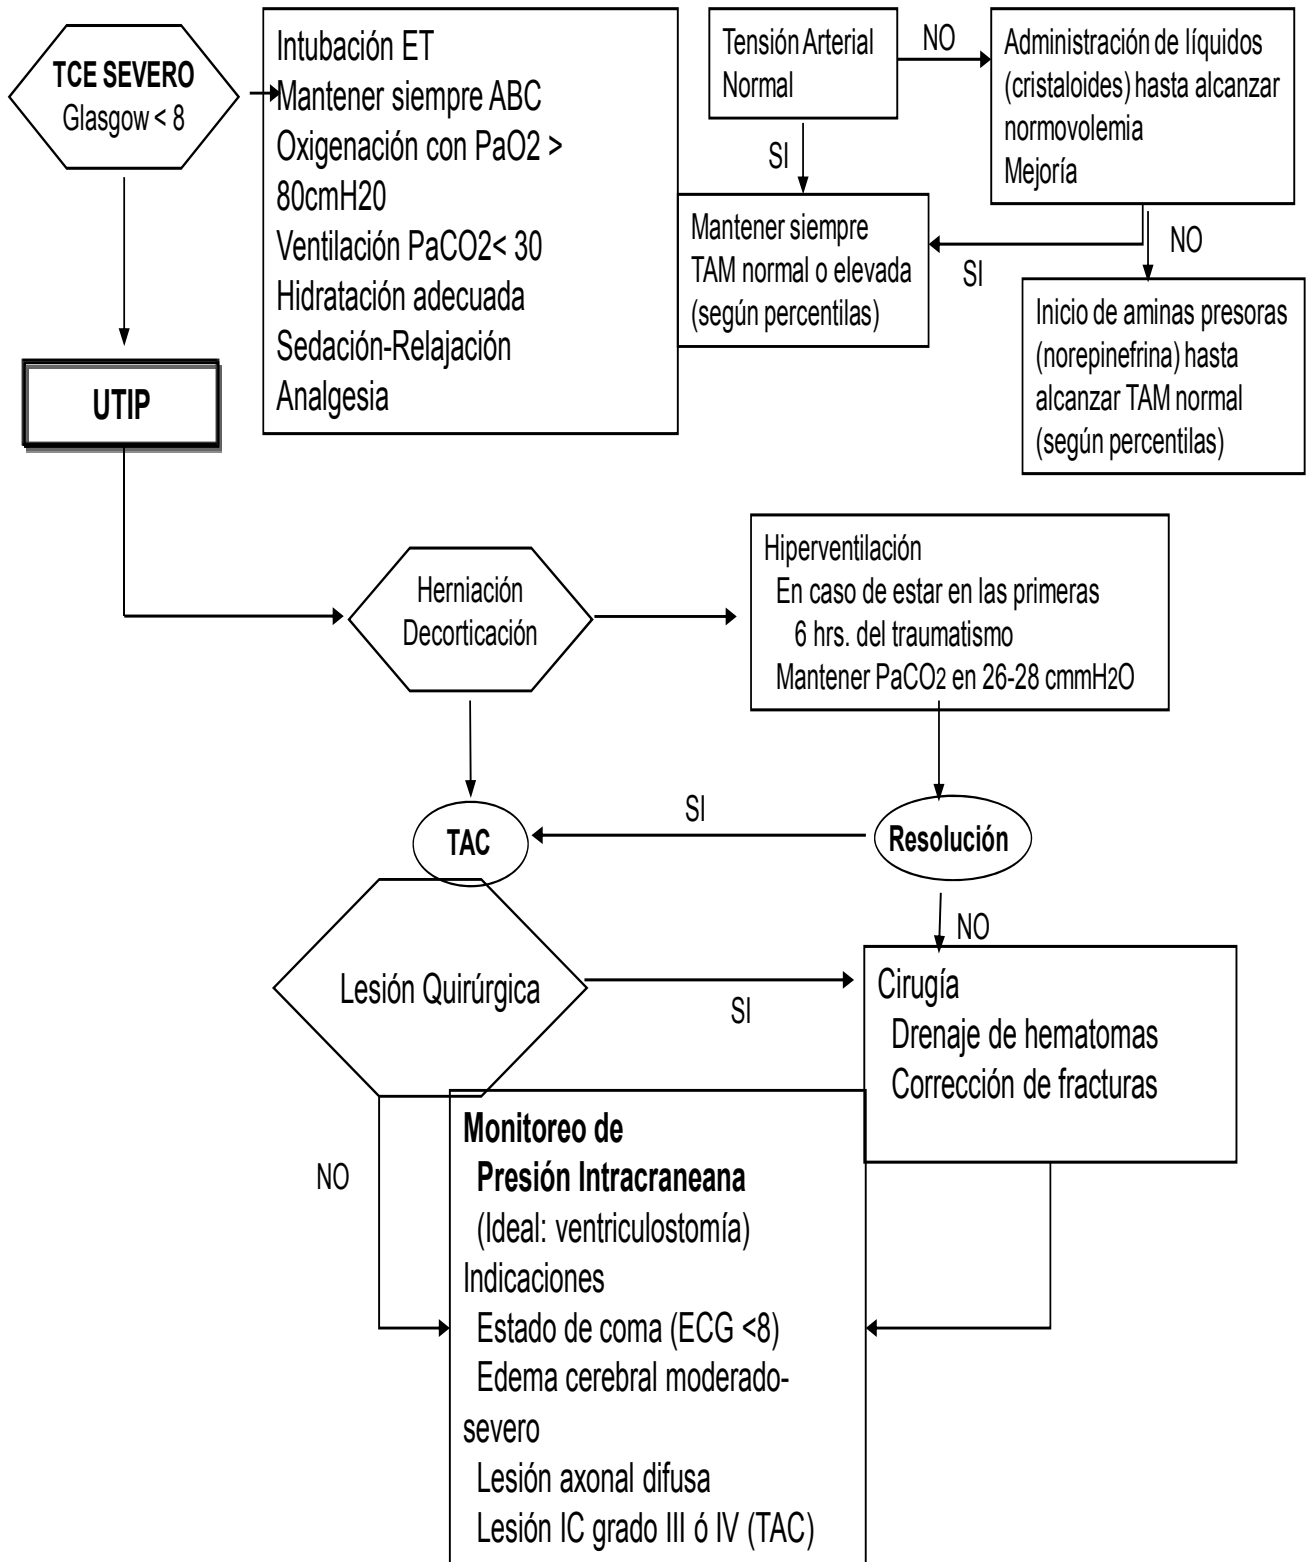 TCE SEVERO
Glasgow < 8
Intubación ET
Mantener siempre ABC
Oxigenación con PaO2 >
80cmH20
Ventilación PaCO2< 30
Hidratación adecuada
Sedación-Relajación
Analgesia
Tensión Arterial
Normal
NO
Administración de líquidos
(cristaloides) hasta alcanzar
normovolemia
Mejoría
SI
Mantener siempre
TAM normal o elevada
(según percentilas)
SI
NO
Inicio de aminas presoras
(norepinefrina) hasta
alcanzar TAM normal
(según percentilas)
UTIP
Herniación
Decorticación
Hiperventilación
En caso de estar en las primeras
6 hrs. del traumatismo
Mantener PaCO2 en 26-28 cmmH2O
TAC
SI
Resolución
NO
Lesión Quirúrgica
SI
Cirugía
Drenaje de hematomas
Corrección de fracturas
NO
Monitoreo de
Presión Intracraneana
(Ideal: ventriculostomía)
Indicaciones
Estado de coma (ECG <8)
Edema cerebral moderado-
severo
Lesión axonal difusa
Lesión IC grado III ó IV (TAC)